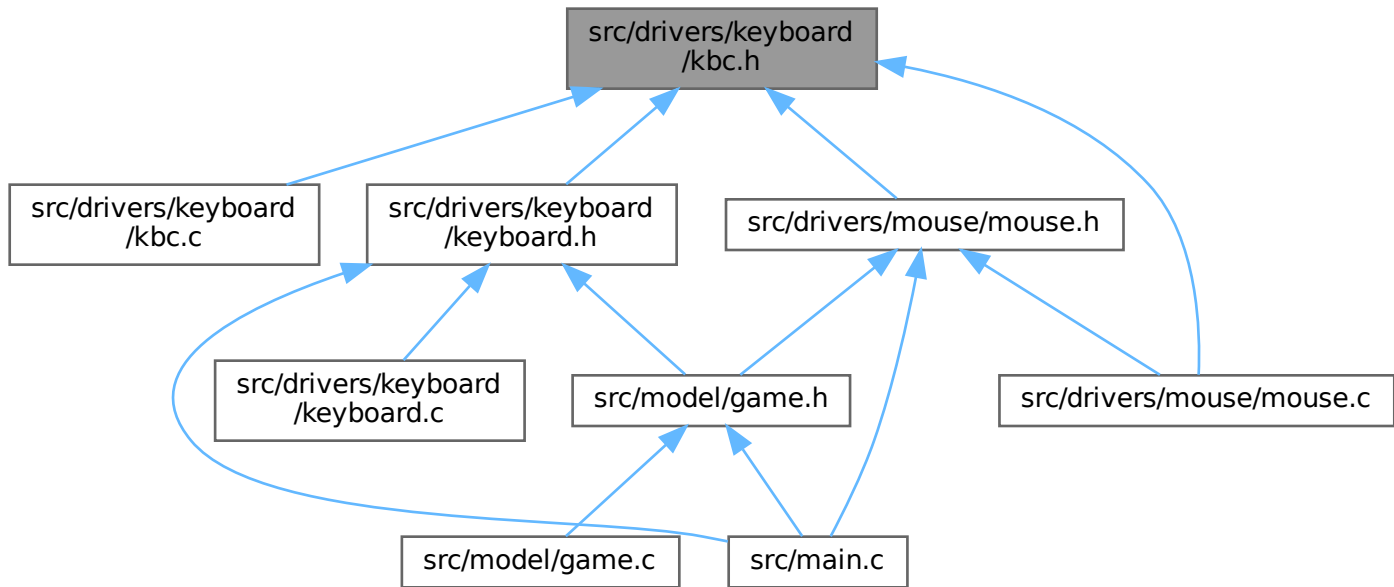 src/drivers/keyboard
/kbc.h
src/drivers/keyboard
/kbc.c
src/drivers/keyboard
/keyboard.h
src/drivers/mouse/mouse.h
src/drivers/keyboard
/keyboard.c
src/model/game.h
src/drivers/mouse/mouse.c
src/model/game.c
src/main.c